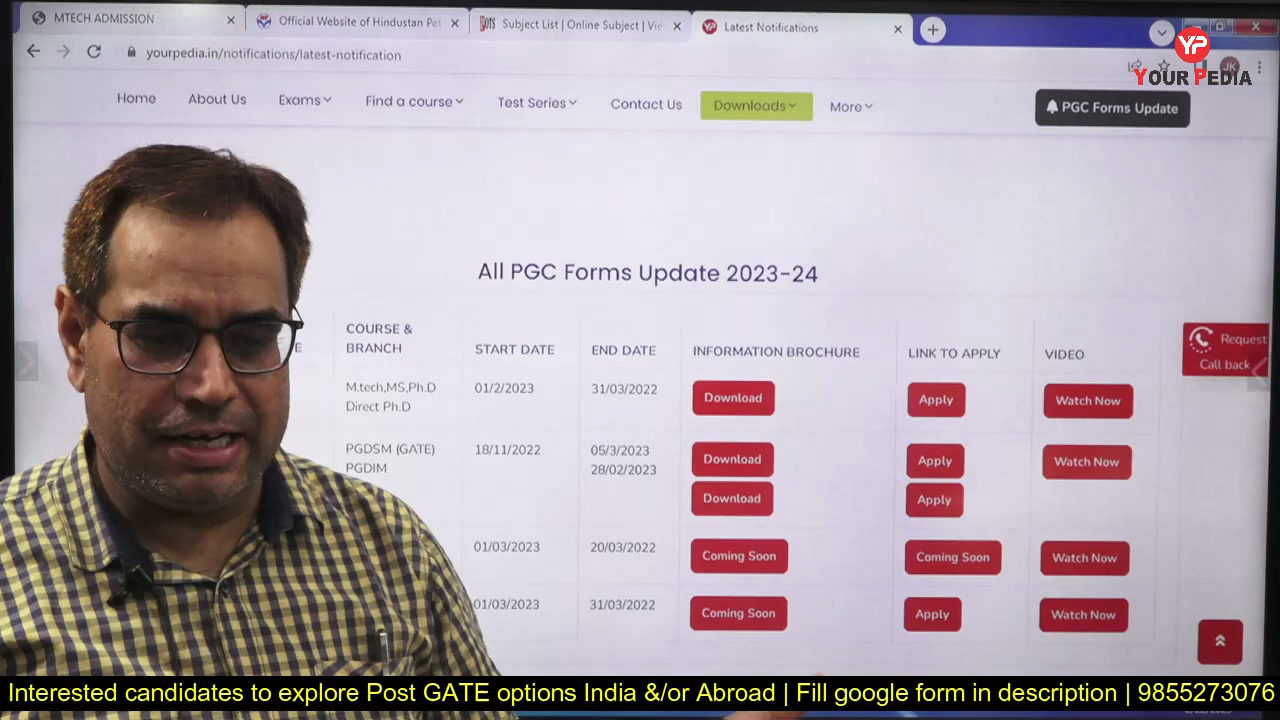 MTECH ADMISSION
Official Website of Hindustan Pet
Subject List | Online Subject | Vie
Latest Notifications
yourpedia.in/notifications/latest-notification
YP
JK
YOUR PEDIA
Home About Us Exams Find a course Test Series Contact Us Downloads More PGC Forms Update
All PGC Forms Update 2023-24
E COURSE & BRANCH START DATE END DATE INFORMATION BROCHURE LINK TO APPLY VIDEO
M.tech,MS,Ph.D 01/2/2023 31/03/2022 Download Apply Watch Now
Direct Ph.D
PGDSM (GATE) 18/11/2022 05/3/2023 Download Apply Watch Now
PGDIM 28/02/2023
Download Apply
01/03/2023 20/03/2022 Coming Soon Coming Soon Watch Now
01/03/2023 31/03/2022 Coming Soon Apply Watch Now
Request
Call back
Interested candidates to explore Post GATE options India &/or Abroad | Fill google form in description | 9855273076